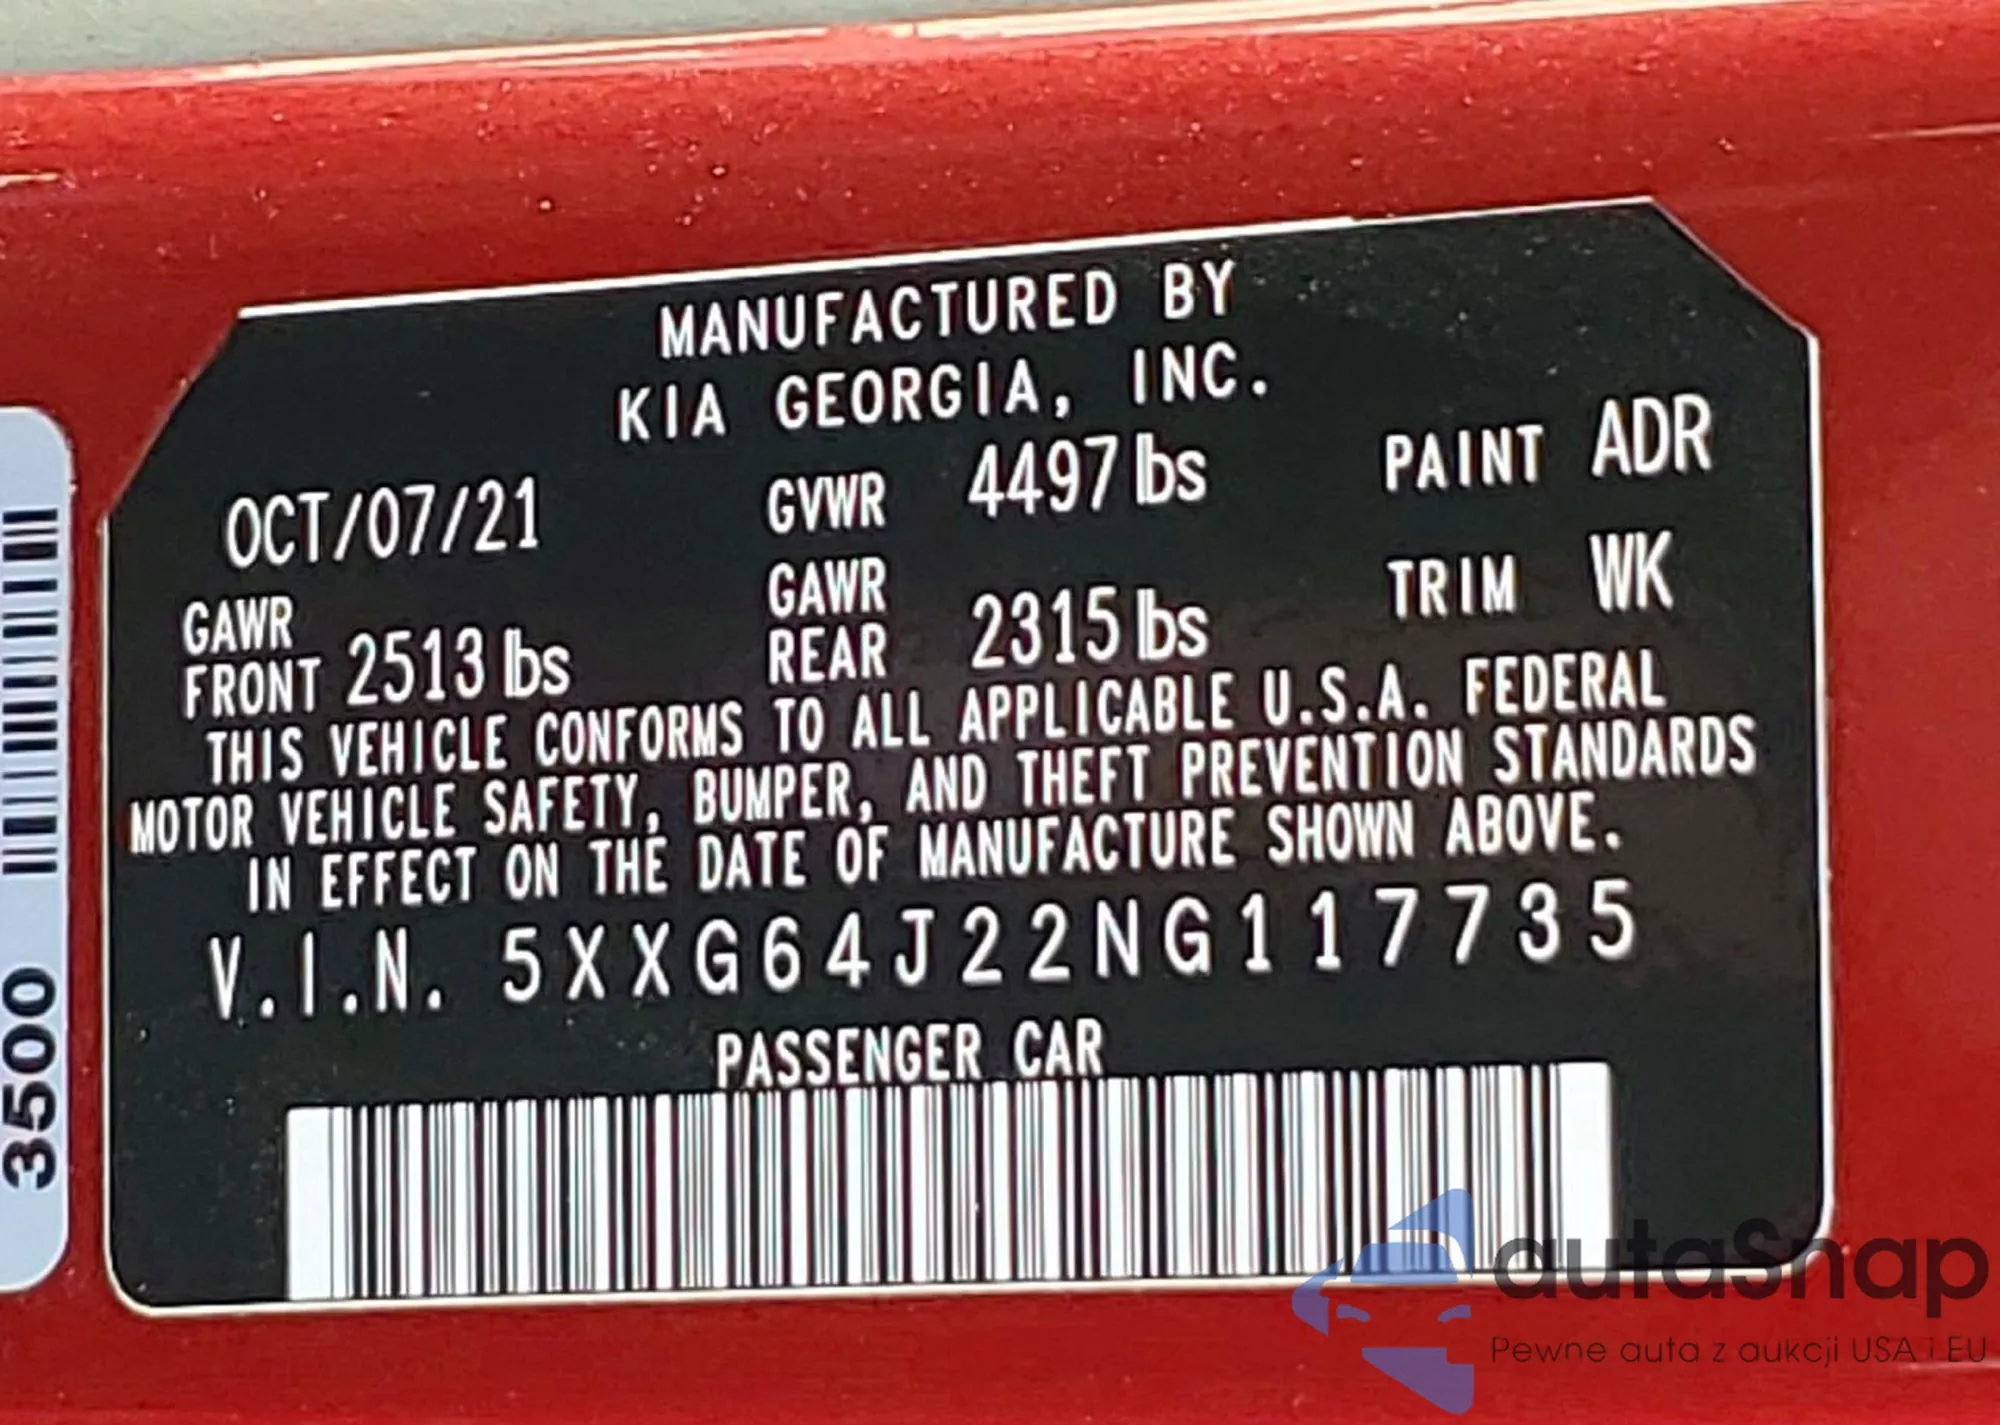 MANUFACTURED BY
KIA GEORGIA, INC.
OCT/07/21 GVWR 4497 lbs PAINT ADR
GAWR FRONT 2513 lbs GAWR REAR 2315 lbs TRIM WK
THIS VEHICLE CONFORMS TO ALL APPLICABLE U.S.A. FEDERAL
MOTOR VEHICLE SAFETY, BUMPER, AND THEFT PREVENTION STANDARDS
IN EFFECT ON THE DATE OF MANUFACTURE SHOWN ABOVE.
V.I.N. 5XXG64J22NG117735
PASSENGER CAR
3500
autaSnap
Pewne auta z aukcji USA i EU